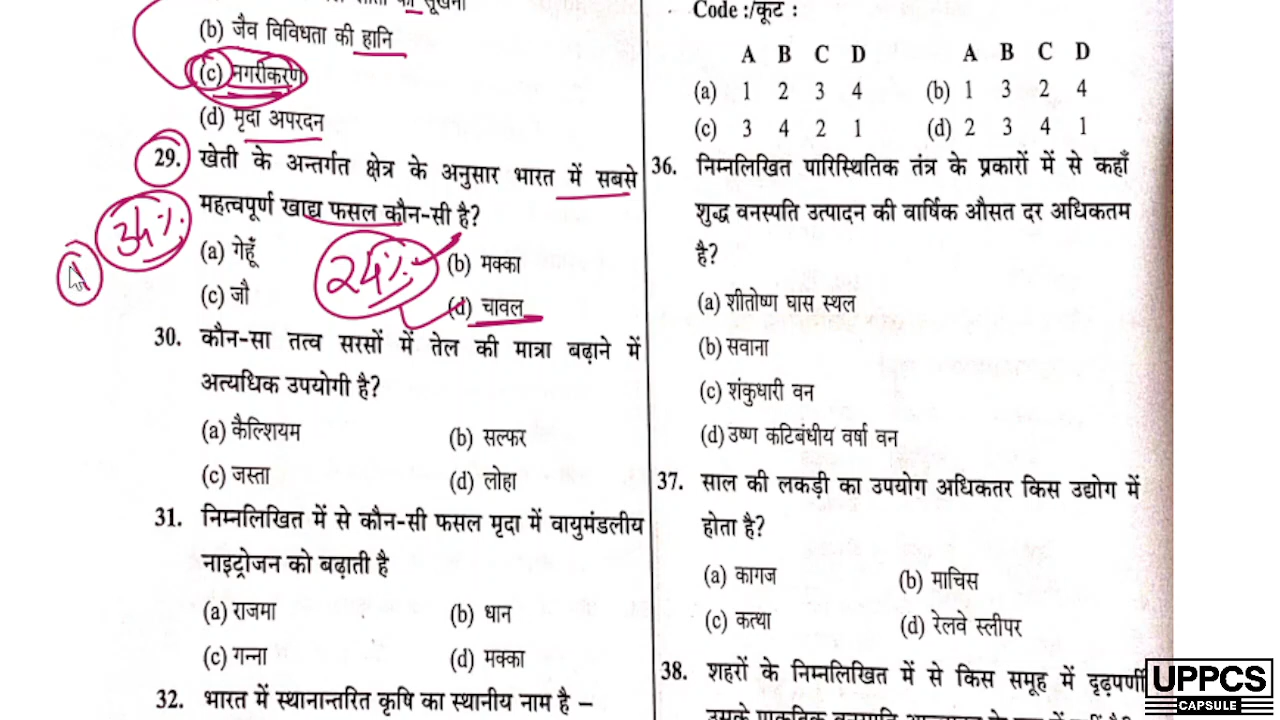 सूखना
(b) जैव विविधता की हानि
(c) नगरीकरण
(d) मृदा अपरदन
29. खेती के अन्तर्गत क्षेत्र के अनुसार भारत में सबसे
महत्वपूर्ण खाद्य फसल कौन-सी है?
34%
24%
(a) गेहूँ (b) मक्का
(c) जौ (d) चावल
30. कौन-सा तत्व सरसों में तेल की मात्रा बढ़ाने में
अत्यधिक उपयोगी है?
(a) कैल्शियम (b) सल्फर
(c) जस्ता (d) लोहा
31. निम्नलिखित में से कौन-सी फसल मृदा में वायुमंडलीय
नाइट्रोजन को बढ़ाती है
(a) राजमा (b) धान
(c) गन्ना (d) मक्का
32. भारत में स्थानान्तरित कृषि का स्थानीय नाम है –
Code :/कूट :
A B C D A B C D
(a) 1 2 3 4 (b) 1 3 2 4
(c) 3 4 2 1 (d) 2 3 4 1
36. निम्नलिखित पारिस्थितिक तंत्र के प्रकारों में से कहाँ
शुद्ध वनस्पति उत्पादन की वार्षिक औसत दर अधिकतम
है?
(a) शीतोष्ण घास स्थल
(b) सवाना
(c) शंकुधारी वन
(d) उष्ण कटिबंधीय वर्षा वन
37. साल की लकड़ी का उपयोग अधिकतर किस उद्योग में
होता है?
(a) कागज (b) माचिस
(c) कत्था (d) रेलवे स्लीपर
38. शहरों के निम्नलिखित में से किस समूह में दृढ़पर्णी
UPPCS
CAPSULE